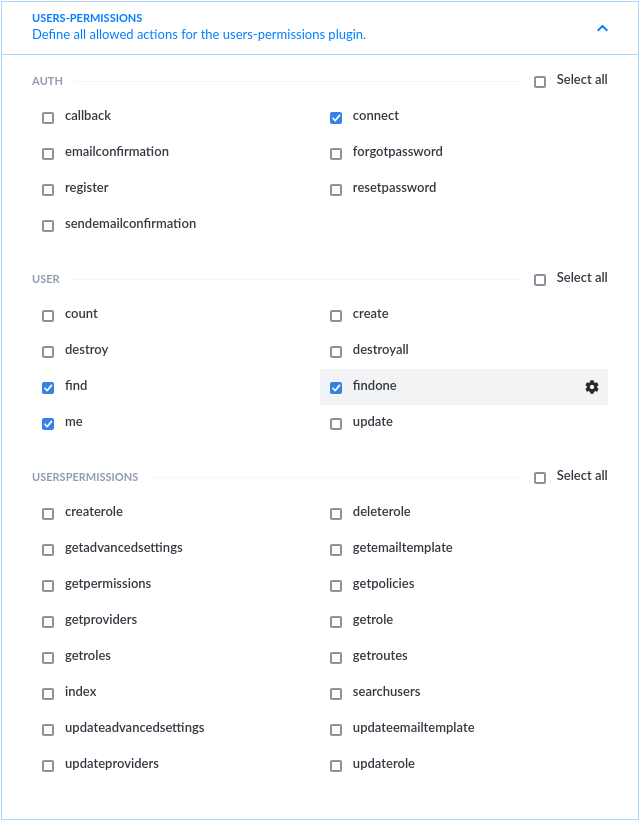 USERS-PERMISSIONS
Define all allowed actions for the users-permissions plugin.
AUTH Select all
callback connect
emailconfirmation forgotpassword
register resetpassword
sendemailconfirmation
USER Select all
count create
destroy destroyall
find findone
me update
USERSPERMISSIONS Select all
createrole deleterole
getadvancedsettings getemailtemplate
getpermissions getpolicies
getproviders getrole
getroles getroutes
index searchusers
updateadvancedsettings updateemailtemplate
updateproviders updaterole